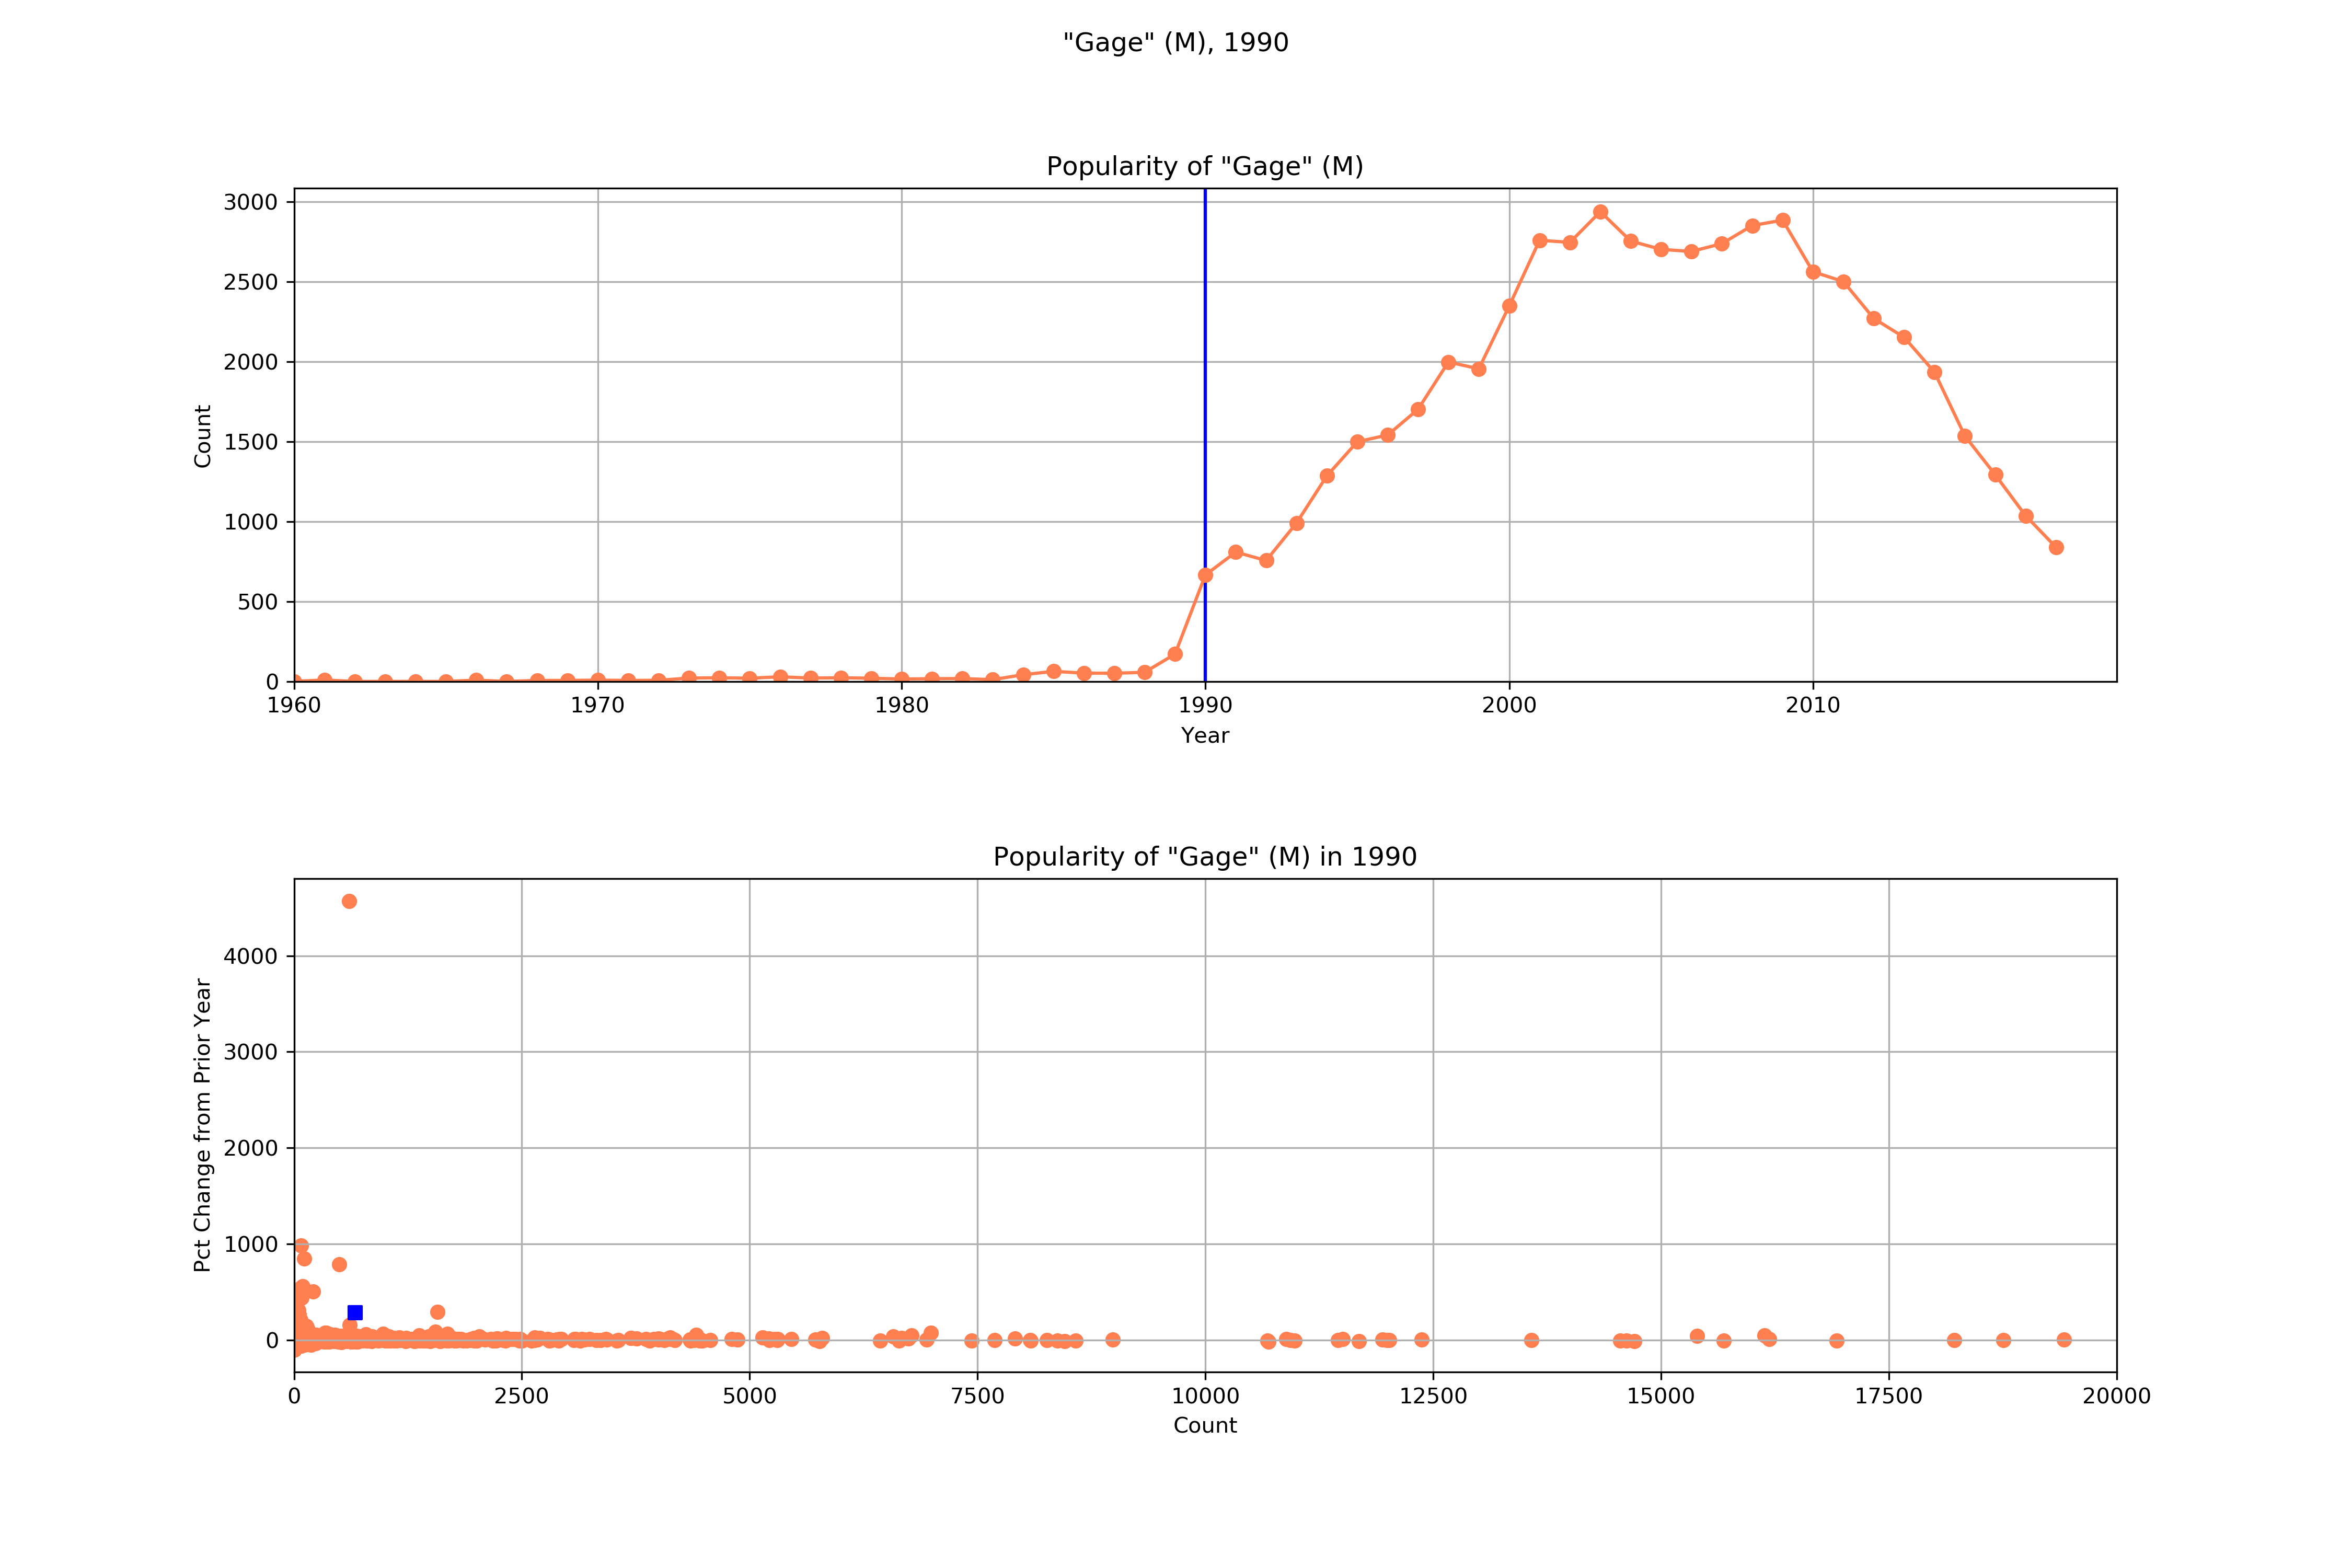 "Gage" (M), 1990
Popularity of "Gage" (M)
3000
2500
2000
1500
1000
500
0
Count
1960 1970 1980 1990 2000 2010
Year
Popularity of "Gage" (M) in 1990
4000
3000
2000
1000
0
Pct Change from Prior Year
0 2500 5000 7500 10000 12500 15000 17500 20000
Count